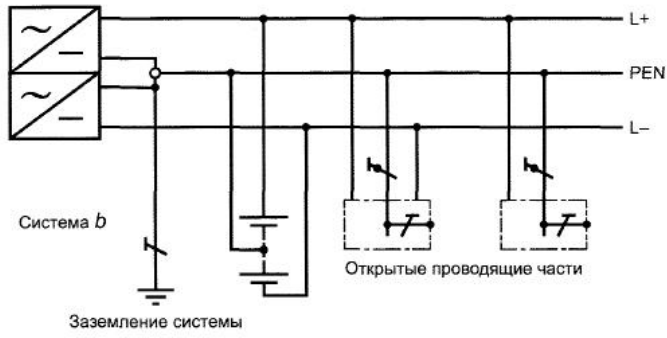 L+
PEN
L–
Система b
Открытые проводящие части
Заземление системы